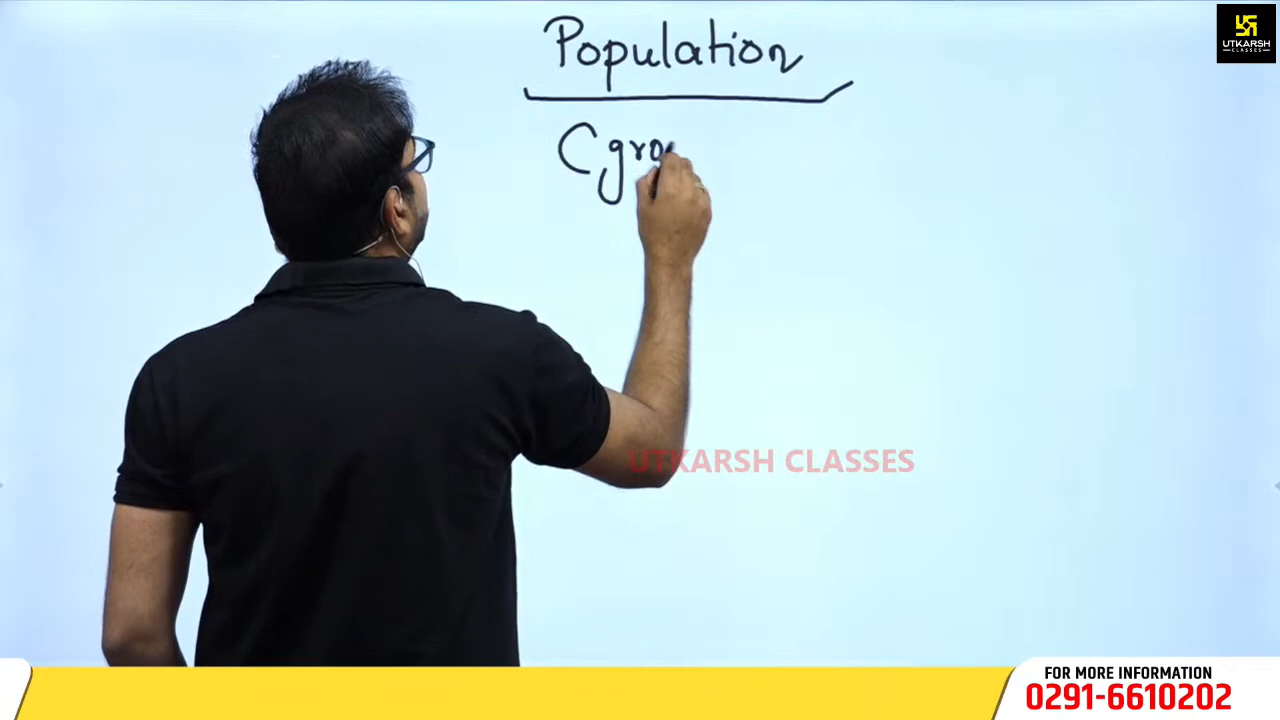 Population
UTKARSH
CLASSES
(gro
UTKARSH CLASSES
FOR MORE INFORMATION
0291-6610202